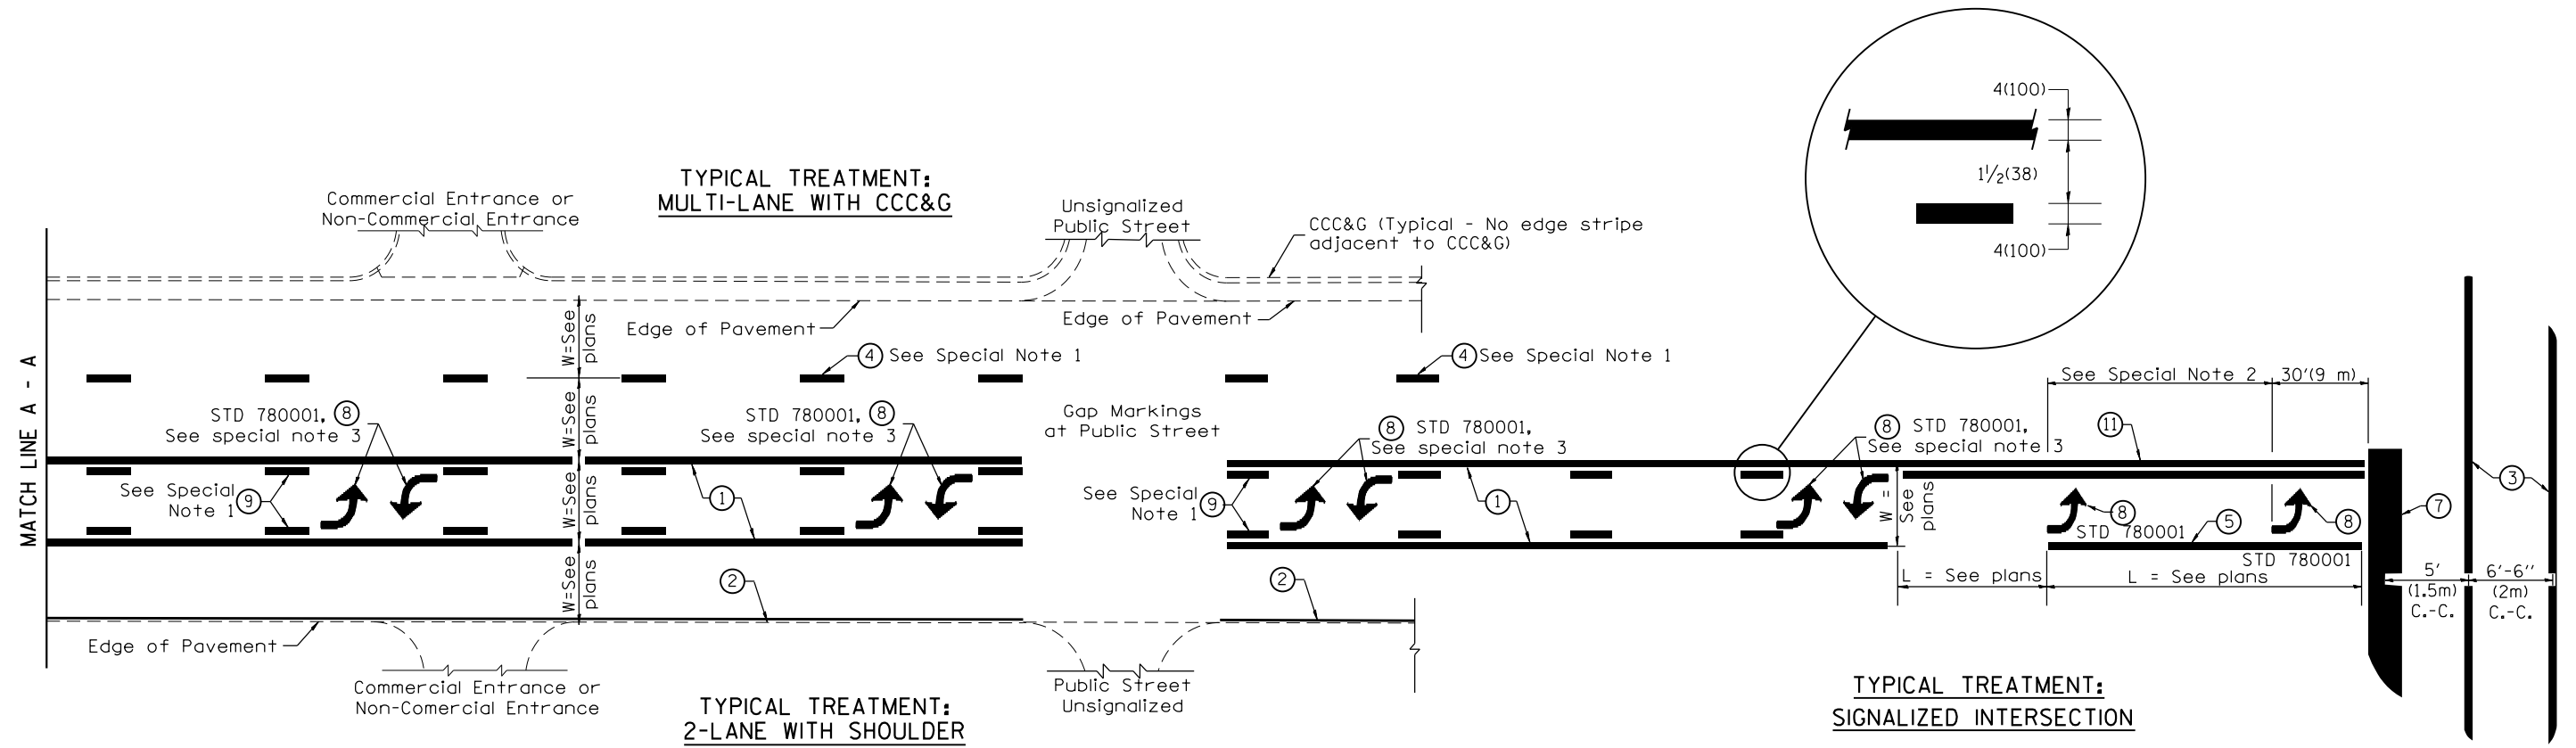 4(100)
1 1/2(38)
4(100)
TYPICAL TREATMENT:
MULTI-LANE WITH CCC&G
Commercial Entrance or
Non-Commercial Entrance
Unsignalized
Public Street
CCC&G (Typical - No edge stripe
adjacent to CCC&G)
Edge of Pavement
Edge of Pavement
MATCH LINE A - A
W=See
plans
W=See
plans
W=See
plans
W=See
plans
4 See Special Note 1
4 See Special Note 1
See Special Note 2
30'(9 m)
STD 780001, 8
See special note 3
STD 780001, 8
See special note 3
Gap Markings
at Public Street
8 STD 780001,
See special note 3
8 STD 780001,
See special note 3
11
3
See Special
Note 1
9
1
See Special
Note 1
9
1
W =
See
plans
8
STD 780001
5
8
STD 780001
7
L = See plans
L = See plans
5'
(1.5m)
C.-C.
6'-6''
(2m)
C.-C.
2
2
Edge of Pavement
Commercial Entrance or
Non-Comercial Entrance
Public Street
Unsignalized
TYPICAL TREATMENT:
2-LANE WITH SHOULDER
TYPICAL TREATMENT:
SIGNALIZED INTERSECTION